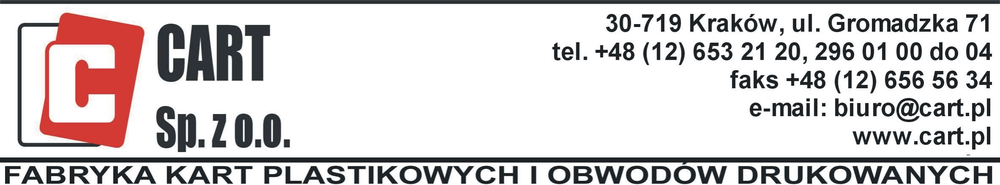 C
CART
Sp. z o.o.
30-719 Kraków, ul. Gromadzka 71
tel. +48 (12) 653 21 20, 296 01 00 do 04
faks +48 (12) 656 56 34
e-mail: biuro@cart.pl
www.cart.pl
FABRYKA KART PLASTIKOWYCH I OBWODÓW DRUKOWANYCH